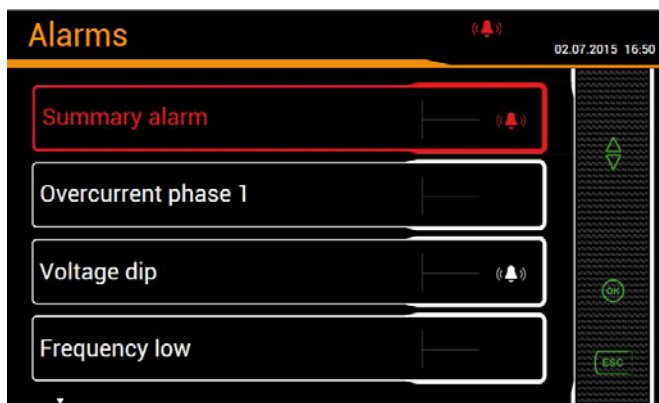 Alarms
02.07.2015 16:50
Summary alarm
Overcurrent phase 1
Voltage dip
OK
Frequency low
ESC